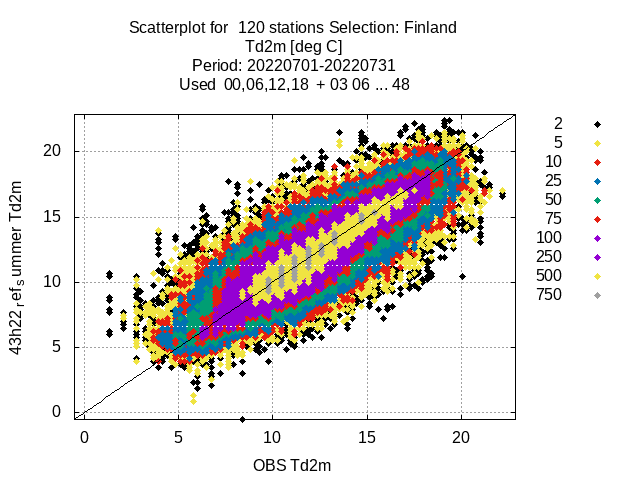 Scatterplot for  120 stations Selection: Finland
Td2m [deg C]
Period: 20220701-20220731
Used  00,06,12,18  + 03 06 ... 48
43h22_ref_summer Td2m
20
15
10
5
0
0 5 10 15 20
OBS Td2m
2
5
10
25
50
75
100
250
500
750